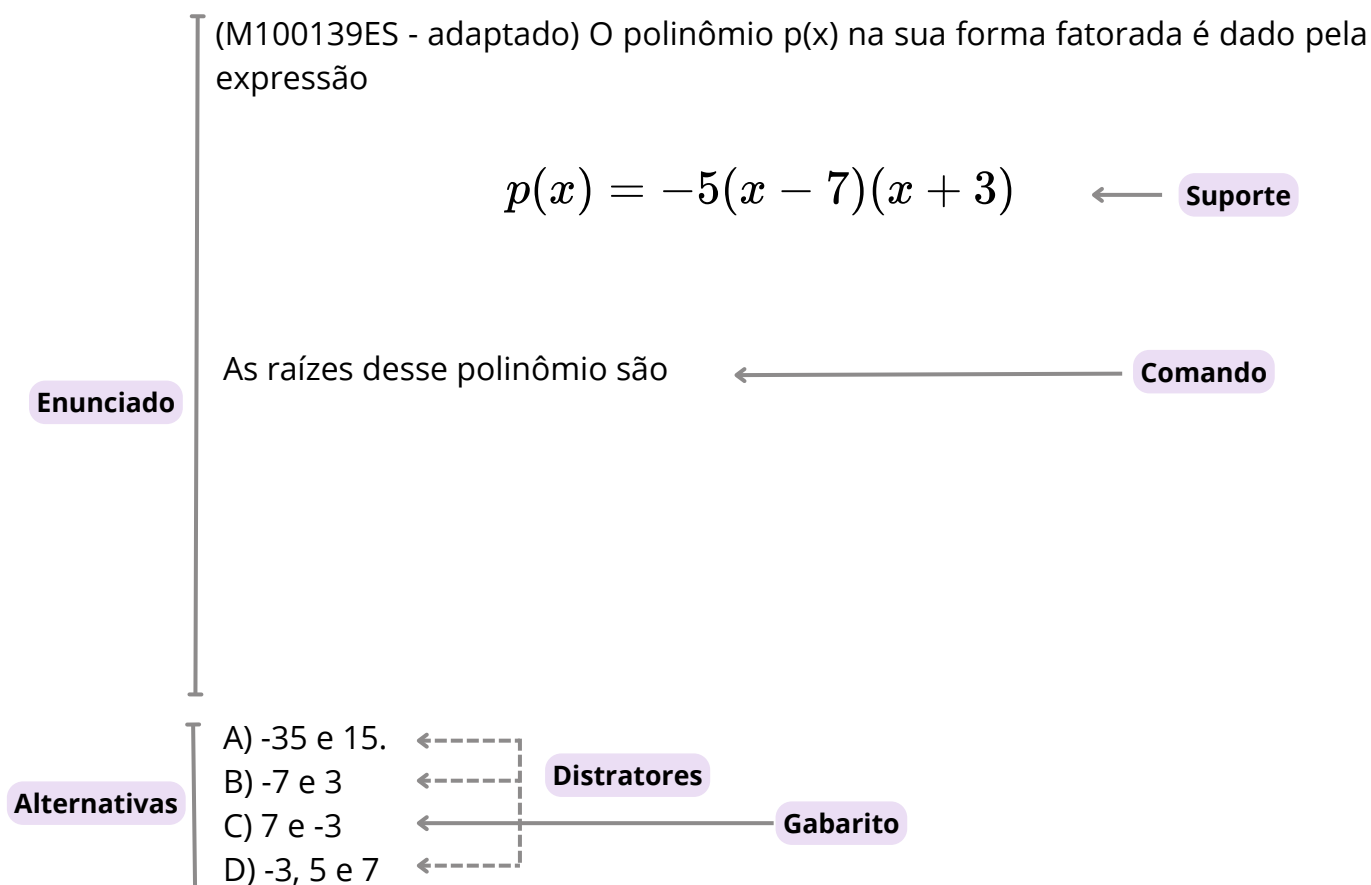 (M100139ES - adaptado) O polinômio p(x) na sua forma fatorada é dado pela
expressão
p(x) = −5(x − 7)(x + 3)
Suporte
As raízes desse polinômio são
Comando
Enunciado
A) -35 e 15.
B) -7 e 3
C) 7 e -3
D) -3, 5 e 7
Distratores
Alternativas
Gabarito